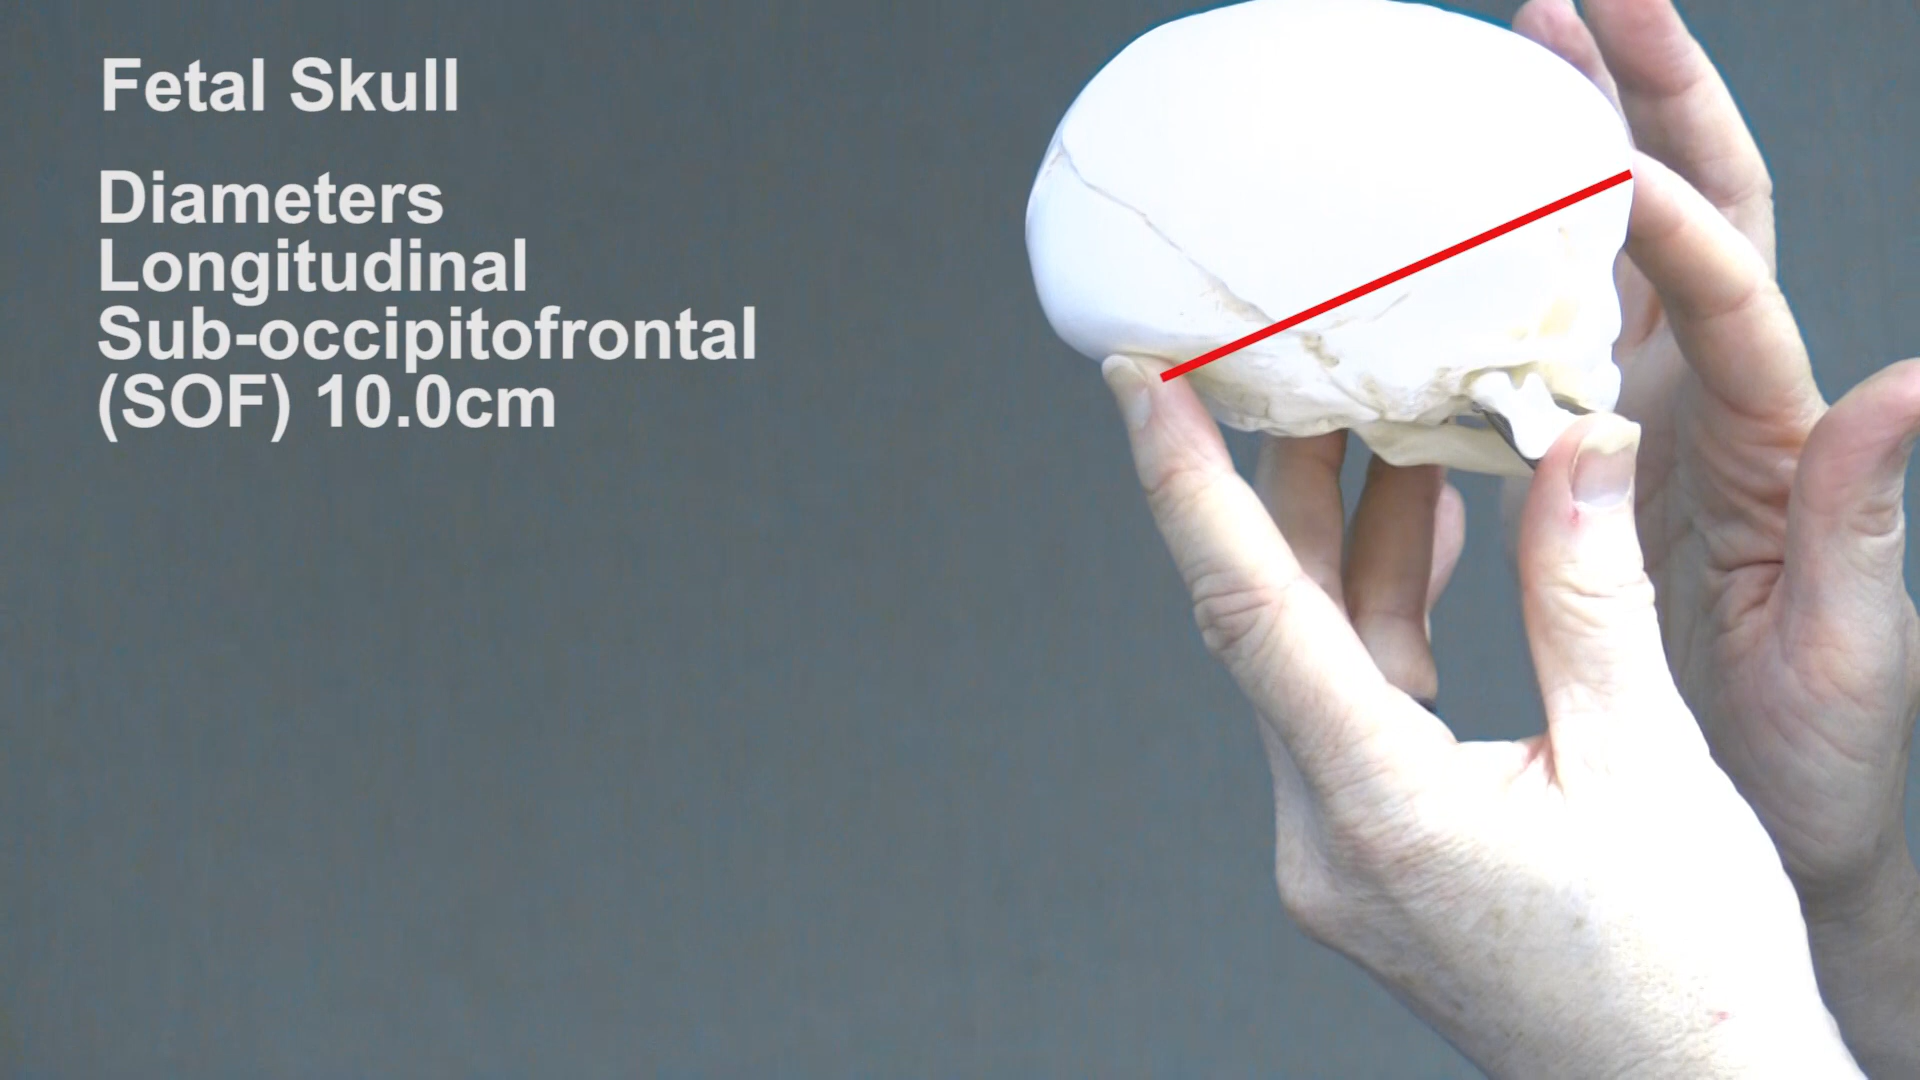 Fetal Skull
Diameters
Longitudinal
Sub-occipitofrontal
(SOF) 10.0cm